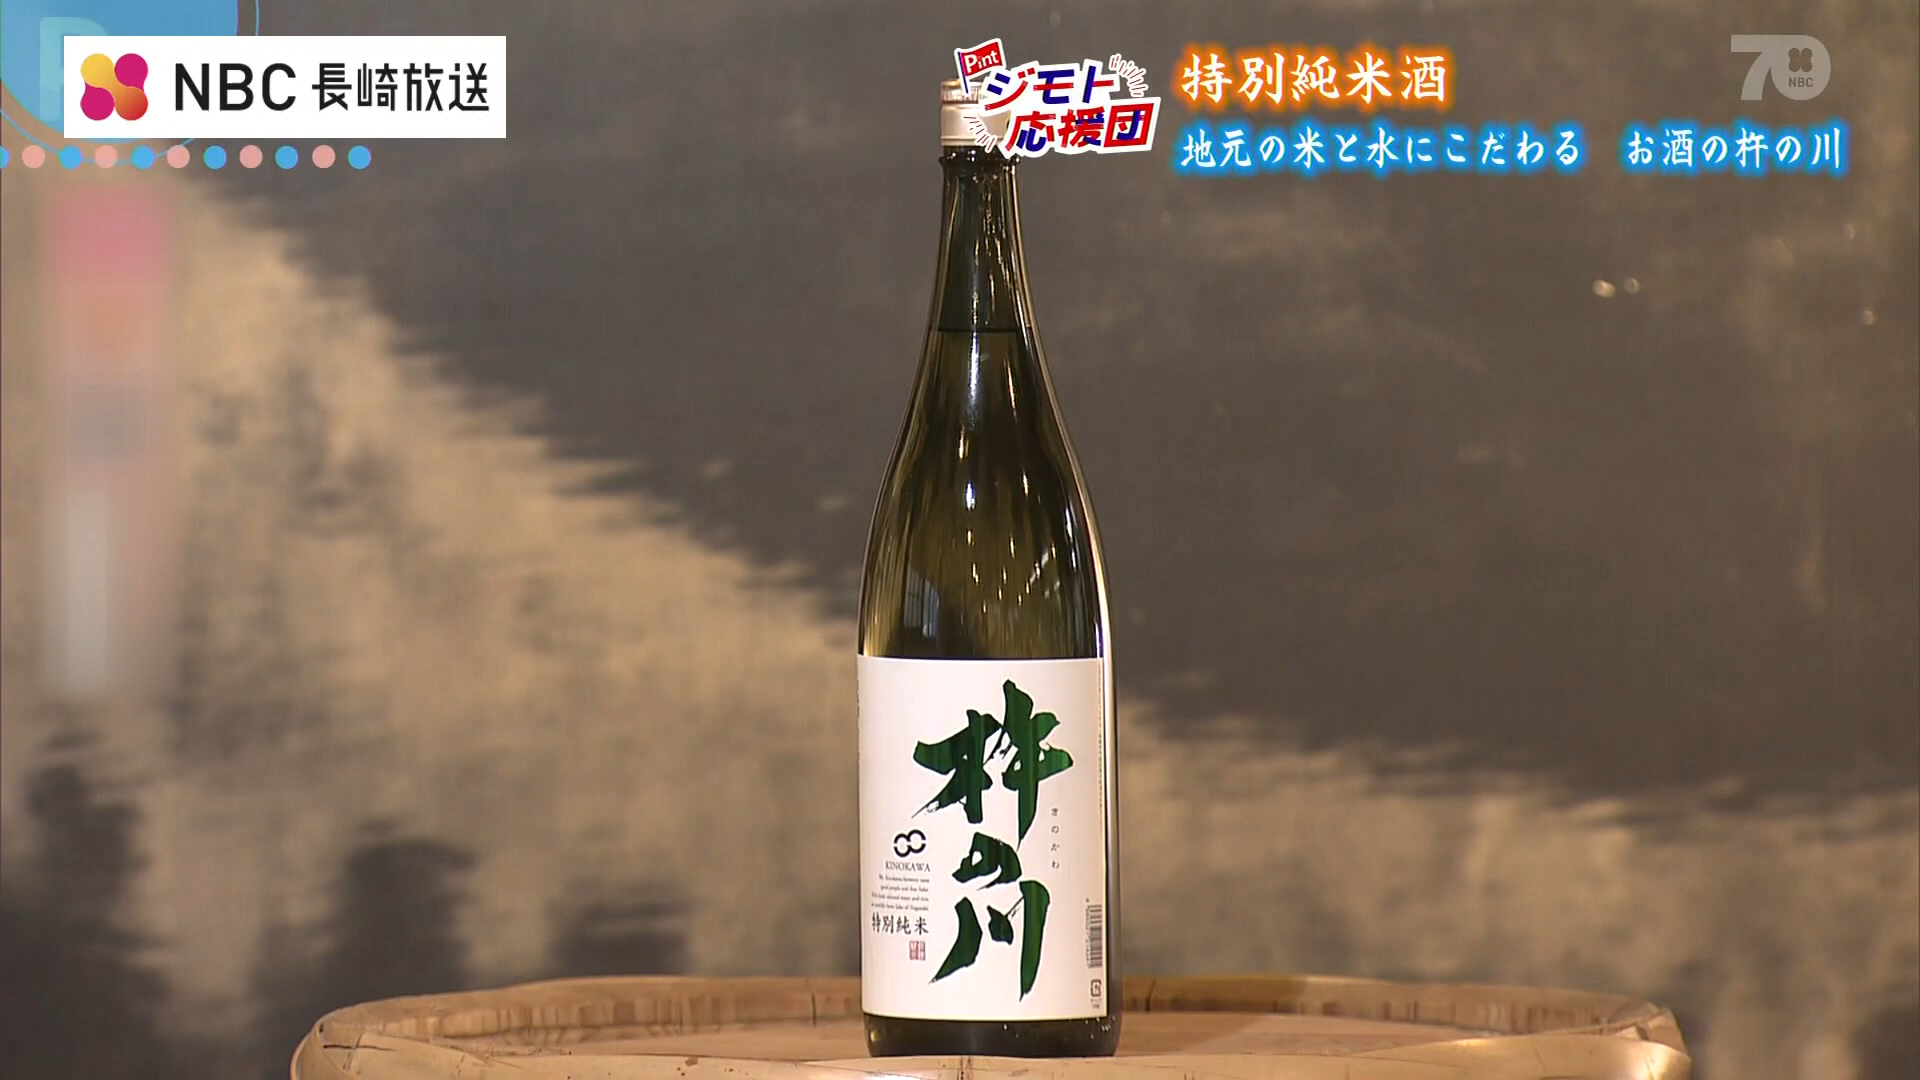 NBC 長崎放送
Pint
ジモト
応援団
特別純米酒
地元の米と水にこだわる お酒の杵の川
70
NBC
杵の川
きのかわ
KINOKAWA
特別純米